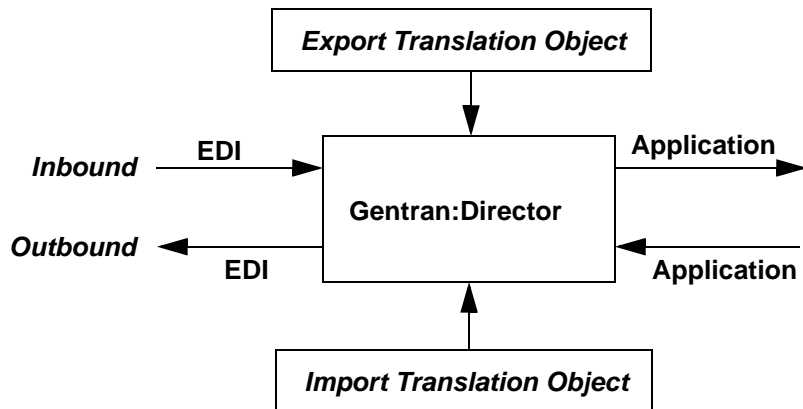 Export Translation Object
EDI
Application
Inbound
Gentran:Director
Outbound
EDI
Application
Import Translation Object